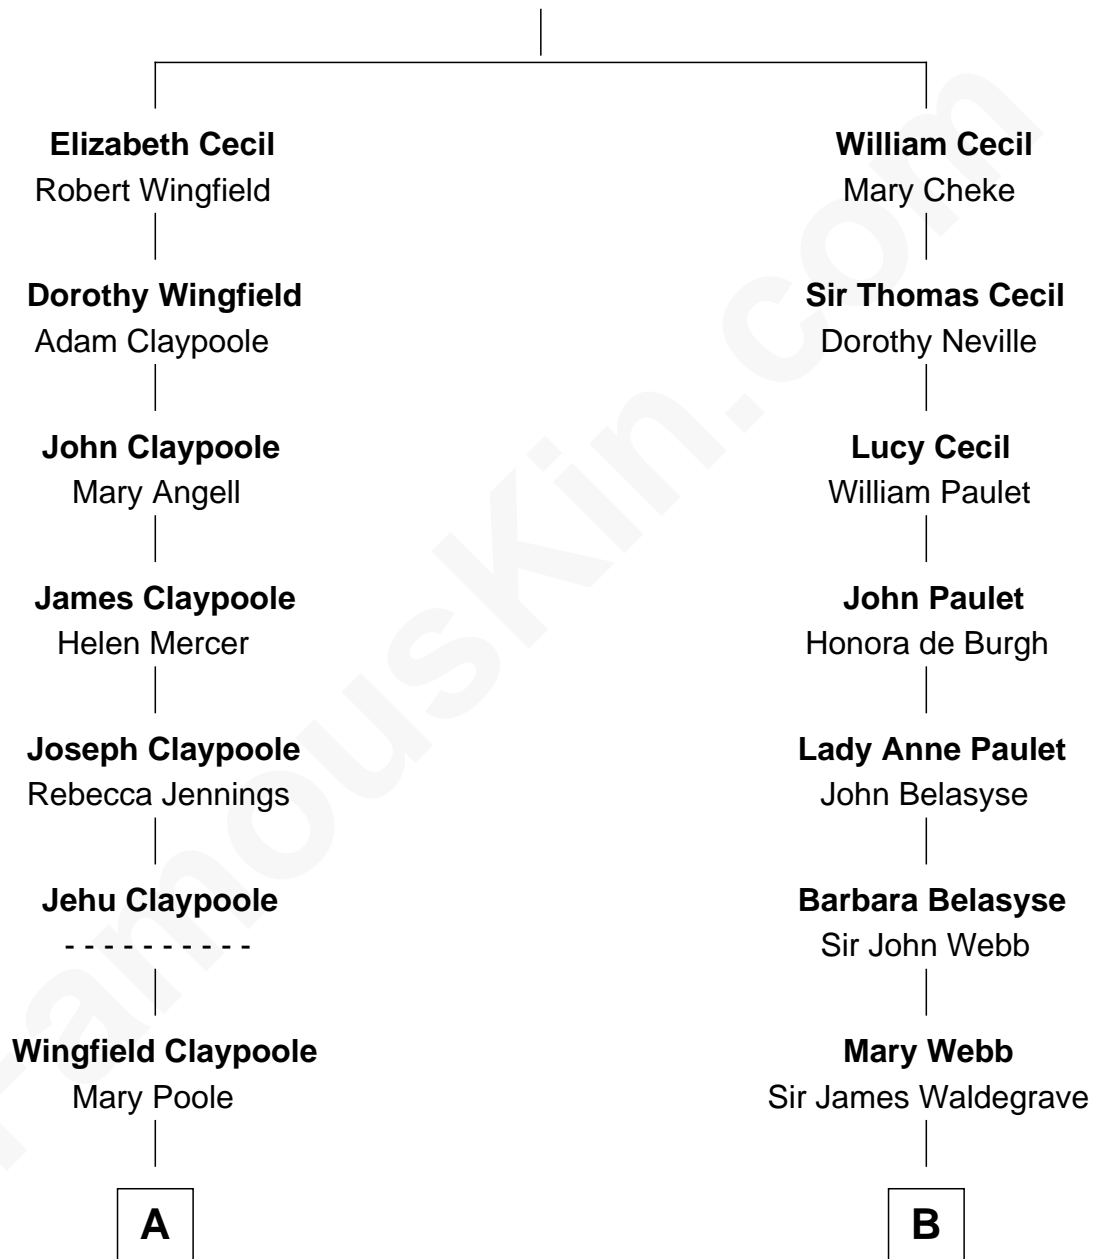 Elizabeth Cecil
Robert Wingfield
Dorothy Wingfield
Adam Claypoole
John Claypoole
Mary Angell
James Claypoole
Helen Mercer
Joseph Claypoole
Rebecca Jennings
Jehu Claypoole
- - - - - - - - - -
Wingfield Claypoole
Mary Poole
A
William Cecil
Mary Cheke
Sir Thomas Cecil
Dorothy Neville
Lucy Cecil
William Paulet
John Paulet
Honora de Burgh
Lady Anne Paulet
John Belasyse
Barbara Belasyse
Sir John Webb
Mary Webb
Sir James Waldegrave
B
FamousKin.com